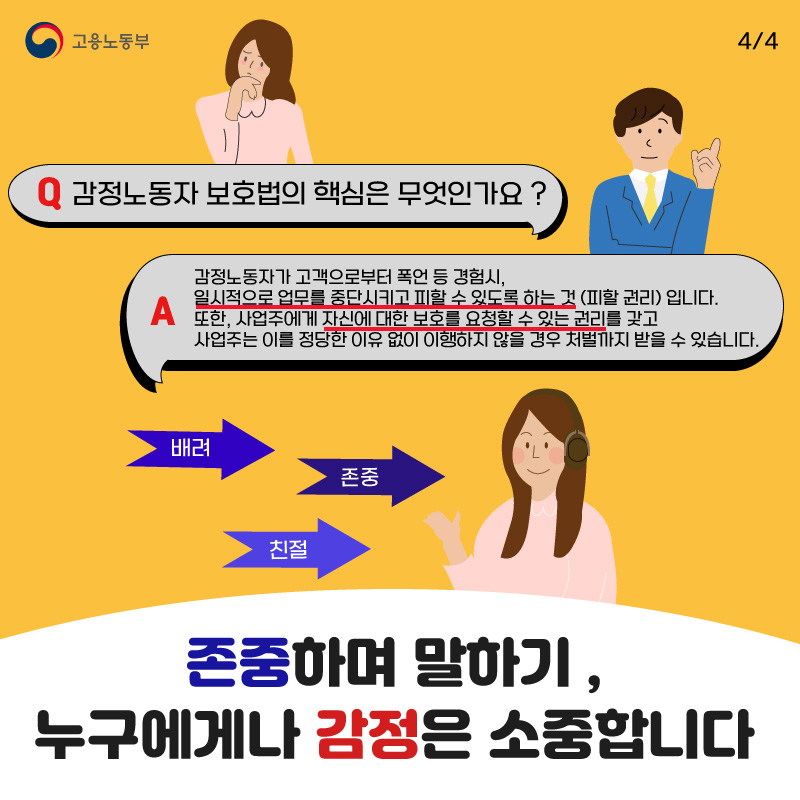 고용노동부
4/4
Q 감정노동자 보호법의 핵심은 무엇인가요 ?
A
감정노동자가 고객으로부터 폭언 등 경험시,
일시적으로 업무를 중단시키고 피할 수 있도록 하는 것 (피할 권리) 입니다.
또한, 사업주에게 자신에 대한 보호를 요청할 수 있는 권리를 갖고
사업주는 이를 정당한 이유 없이 이행하지 않을 경우 처벌까지 받을 수 있습니다.
배려
존중
친절
존중하며 말하기 ,
누구에게나 감정은 소중합니다